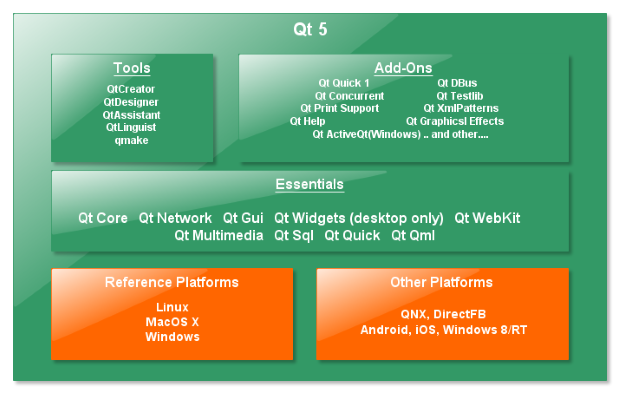 Qt 5
Tools
QtCreator
QtDesigner
QtAssistant
QtLinguist
qmake
Add-Ons
Qt Quick 1 Qt DBus
Qt Concurrent Qt Testlib
Qt Print Support Qt XmlPatterns
Qt Help Qt Graphicsl Effects
Qt ActiveQt(Windows) .. and other....
Essentials
Qt Core Qt Network Qt Gui Qt Widgets (desktop only) Qt WebKit
Qt Multimedia Qt Sql Qt Quick Qt Qml
Reference Platforms
Linux
MacOS X
Windows
Other Platforms
QNX, DirectFB
Android, iOS, Windows 8/RT